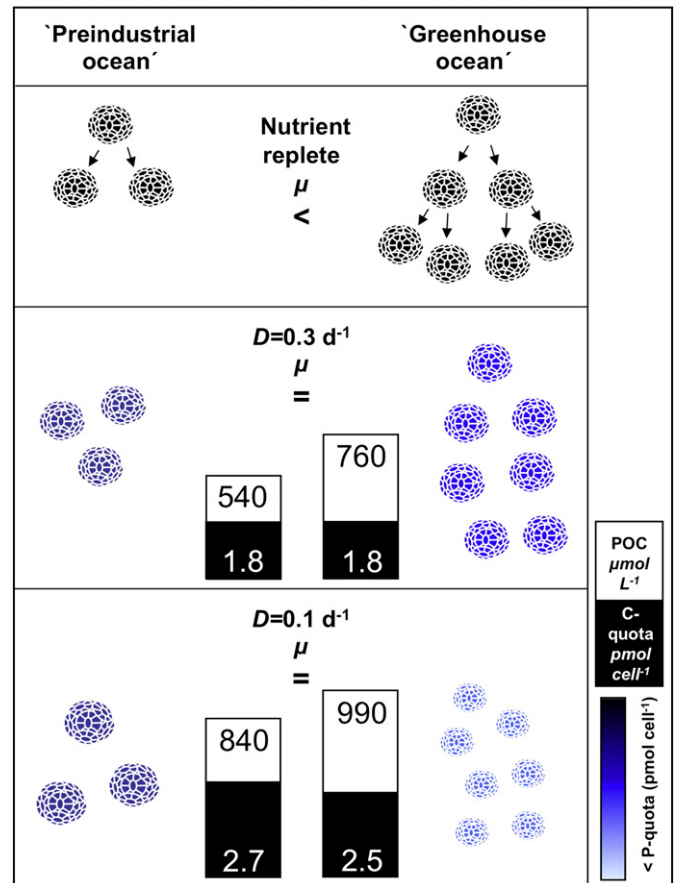 `Preindustrial
ocean´
`Greenhouse
ocean´
Nutrient
replete
μ
<
D=0.3 d-1
μ
=
540
1.8
760
1.8
POC
μmol
L-1
C-
quota
pmol
cell-1
< P-quota (pmol cell-1)
D=0.1 d-1
μ
=
840
2.7
990
2.5